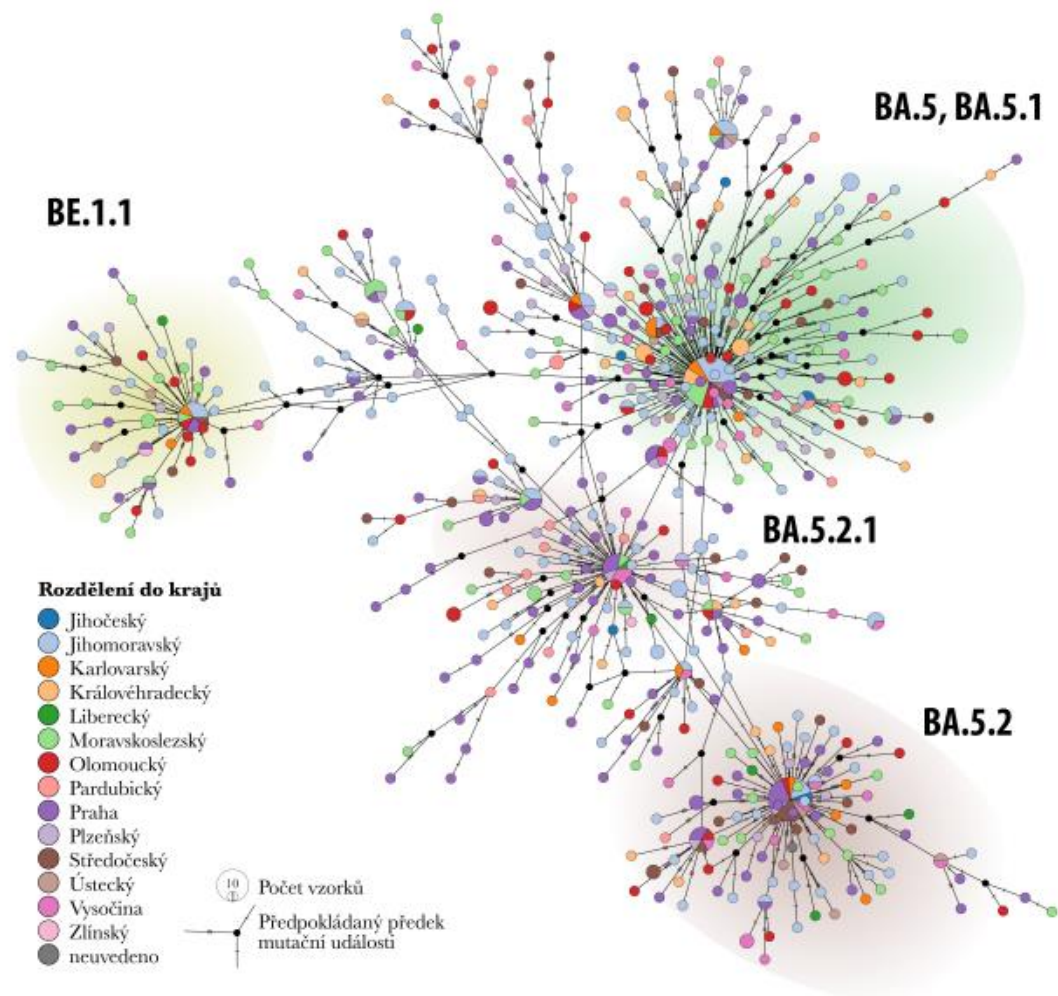 BA.5, BA.5.1
BE.1.1
BA.5.2.1
BA.5.2
Rozdělení do krajů
Jihočeský
Jihomoravský
Karlovarský
Královéhradecký
Liberecký
Moravskoslezský
Olomoucký
Pardubický
Praha
Plzeňský
Středočeský
Ústecký
Vysočina
Zlínský
neuvedeno
10
1
Počet vzorků
Předpokládaný předek
mutační události